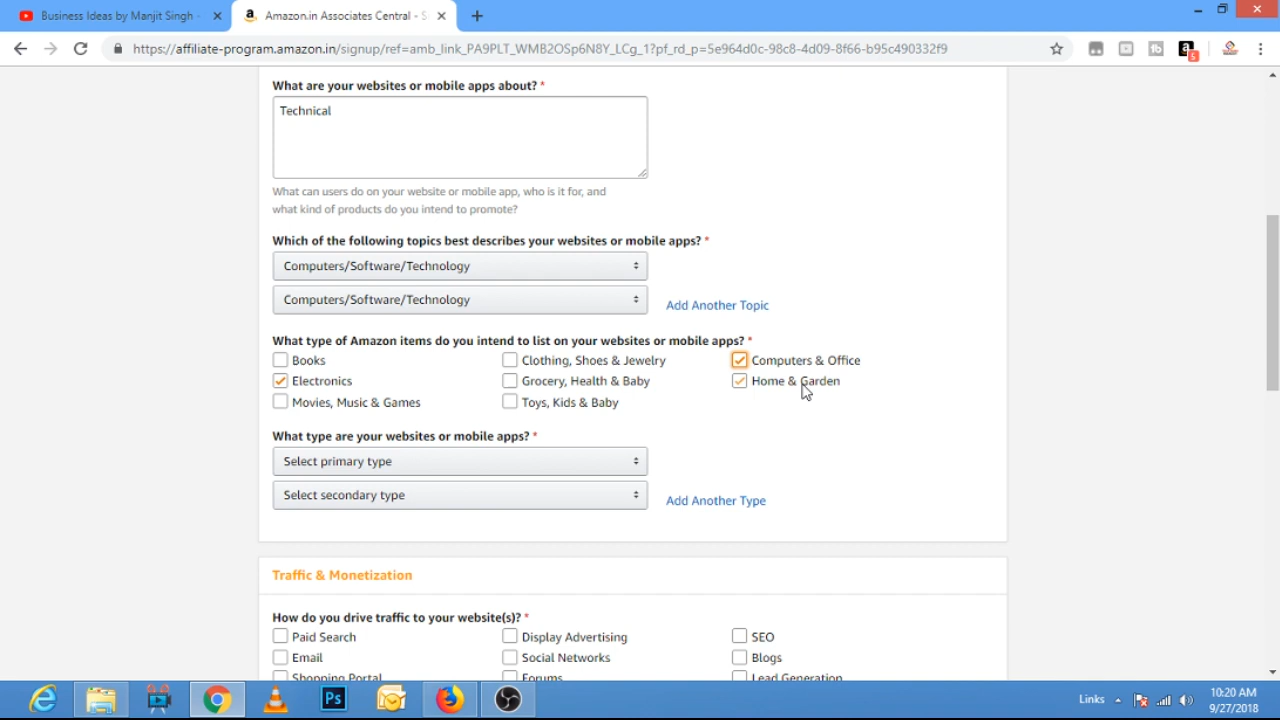 Business Ideas by Manjit Singh -
Amazon.in Associates Central - S
https://affiliate-program.amazon.in/signup/ref=amb_link_PA9PLT_WMB2OSp6N8Y_LCg_1?pf_rd_p=5e964d0c-98c8-4d09-8f66-b95c490332f9
What are your websites or mobile apps about? *
Technical
What can users do on your website or mobile app, who is it for, and
what kind of products do you intend to promote?
Which of the following topics best describes your websites or mobile apps? *
Computers/Software/Technology
Computers/Software/Technology
Add Another Topic
What type of Amazon items do you intend to list on your websites or mobile apps? *
Books Clothing, Shoes & Jewelry Computers & Office
Electronics Grocery, Health & Baby Home & Garden
Movies, Music & Games Toys, Kids & Baby
What type are your websites or mobile apps? *
Select primary type
Select secondary type
Add Another Type
Traffic & Monetization
How do you drive traffic to your website(s)? *
Paid Search Display Advertising SEO
Email Social Networks Blogs
Shopping Portal Forums Lead Generation
Ps
Links
10:20 AM
9/27/2018